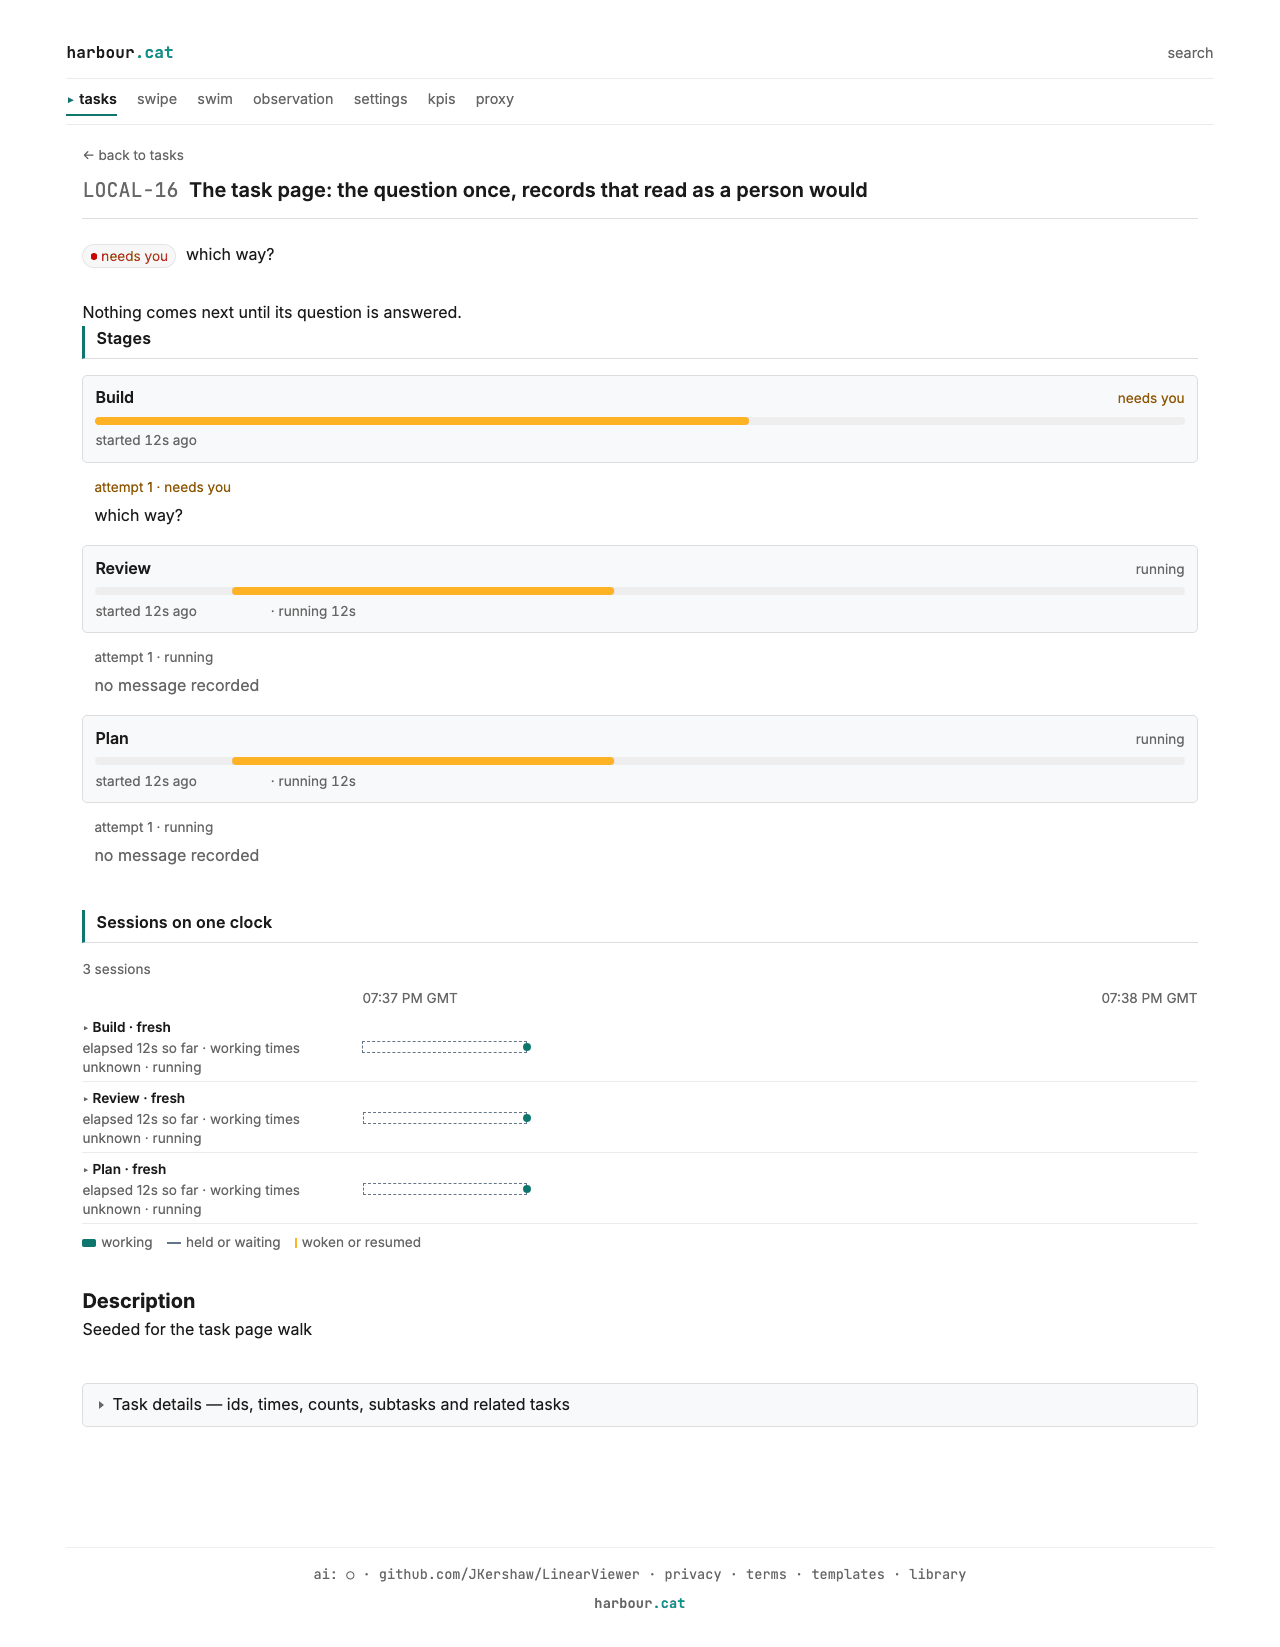 harbour.cat
search
▸ tasks swipe swim observation settings kpis proxy
← back to tasks
LOCAL-16 The task page: the question once, records that read as a person would
needs you which way?
Nothing comes next until its question is answered.
Stages
Build needs you
started 12s ago
attempt 1 · needs you
which way?
Review running
started 12s ago · running 12s
attempt 1 · running
no message recorded
Plan running
started 12s ago · running 12s
attempt 1 · running
no message recorded
Sessions on one clock
3 sessions
07:37 PM GMT 07:38 PM GMT
▸ Build · fresh
elapsed 12s so far · working times
unknown · running
▸ Review · fresh
elapsed 12s so far · working times
unknown · running
▸ Plan · fresh
elapsed 12s so far · working times
unknown · running
working held or waiting woken or resumed
Description
Seeded for the task page walk
▸ Task details — ids, times, counts, subtasks and related tasks
ai: ○ · github.com/JKershaw/LinearViewer · privacy · terms · templates · library
harbour.cat